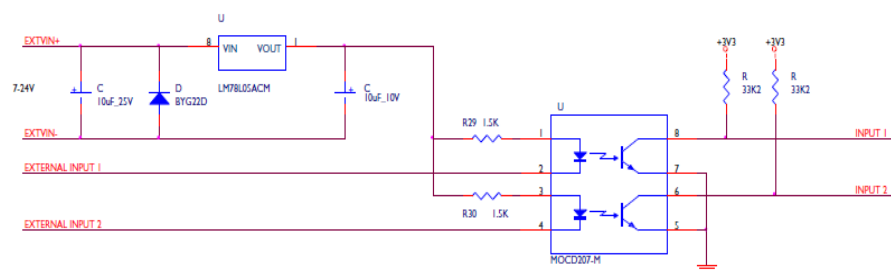 U
EXTVIN+
8 VIN VOUT 1
+3V3 +3V3
7-24V
C
10uF_25V
D
BYG22D
LM78L05ACM
C
10uF_10V
R
33K2
R
33K2
U
EXTVIN-
R29 1.5K
1 8
INPUT 1
EXTERNAL INPUT 1
2 7
3 6
INPUT 2
R30 1.5K
EXTERNAL INPUT 2
4 5
MOCD207-M